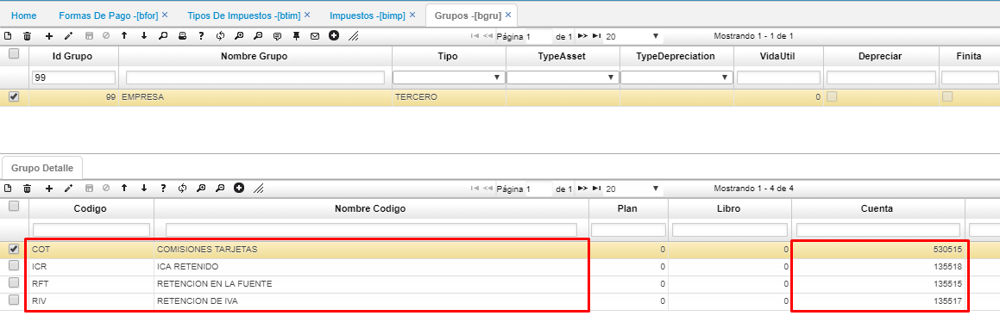 Home Formas De Pago -[bfor] × Tipos De Impuestos -[btim] × Impuestos -[bimp] × Grupos -[bgru] ×
Página 1 de 1 20 Mostrando 1 - 1 de 1
Id Grupo Nombre Grupo Tipo TypeAsset TypeDepreciation VidaUtil Depreciar Finita
99
99 EMPRESA TERCERO 0
Grupo Detalle
Página 1 de 1 20 Mostrando 1 - 4 de 4
Codigo Nombre Codigo Plan Libro Cuenta
COT COMISIONES TARJETAS 0 0 530515
ICR ICA RETENIDO 0 0 135518
RFT RETENCION EN LA FUENTE 0 0 135515
RIV RETENCION DE IVA 0 0 135517